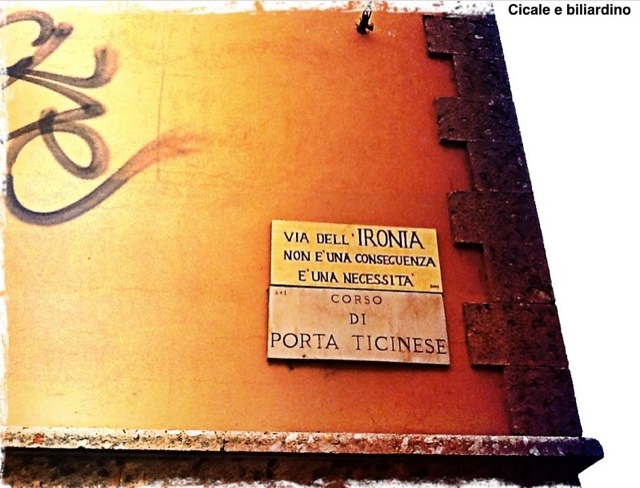 Cicale e biliardino
VIA DELL'IRONIA
NON E'UNA CONSEGUENZA
E'UNA NECESSITA'
CORSO
DI
PORTA TICINESE